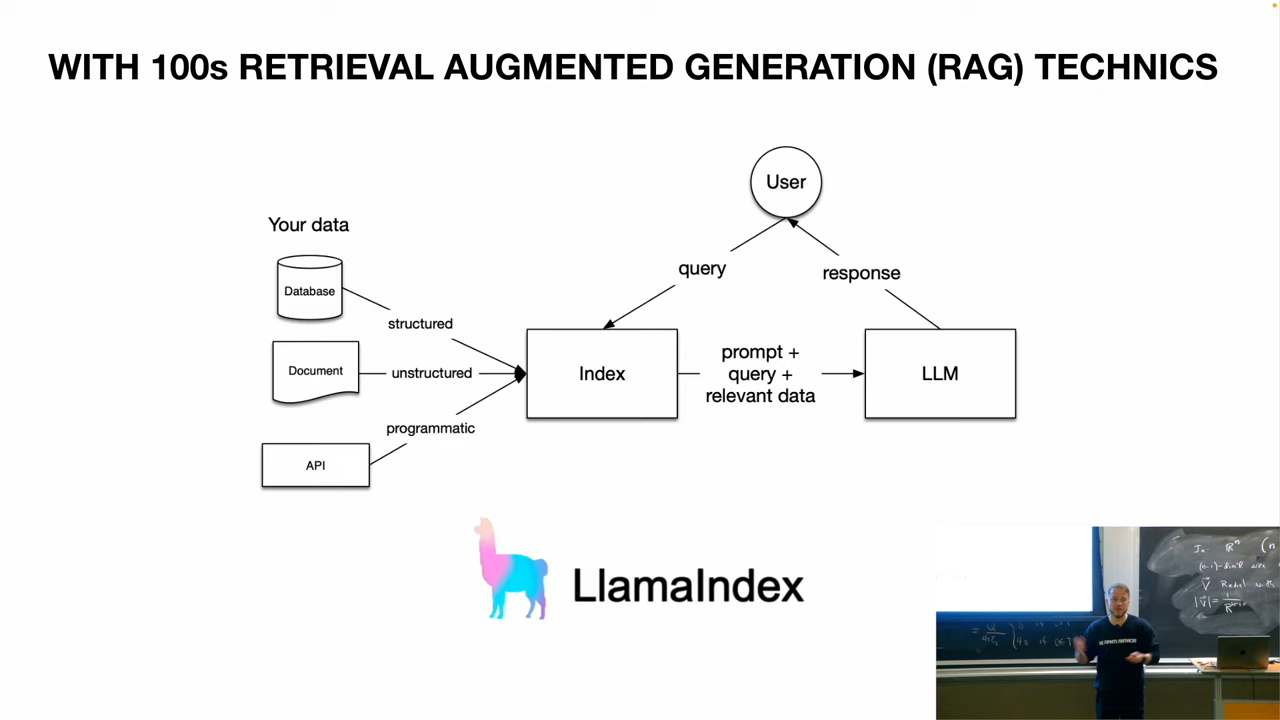 WITH 100s RETRIEVAL AUGMENTED GENERATION (RAG) TECHNICS
User
Your data
query
response
Database
structured
Document
unstructured
Index
prompt +
query +
relevant data
LLM
programmatic
API
LlamaIndex